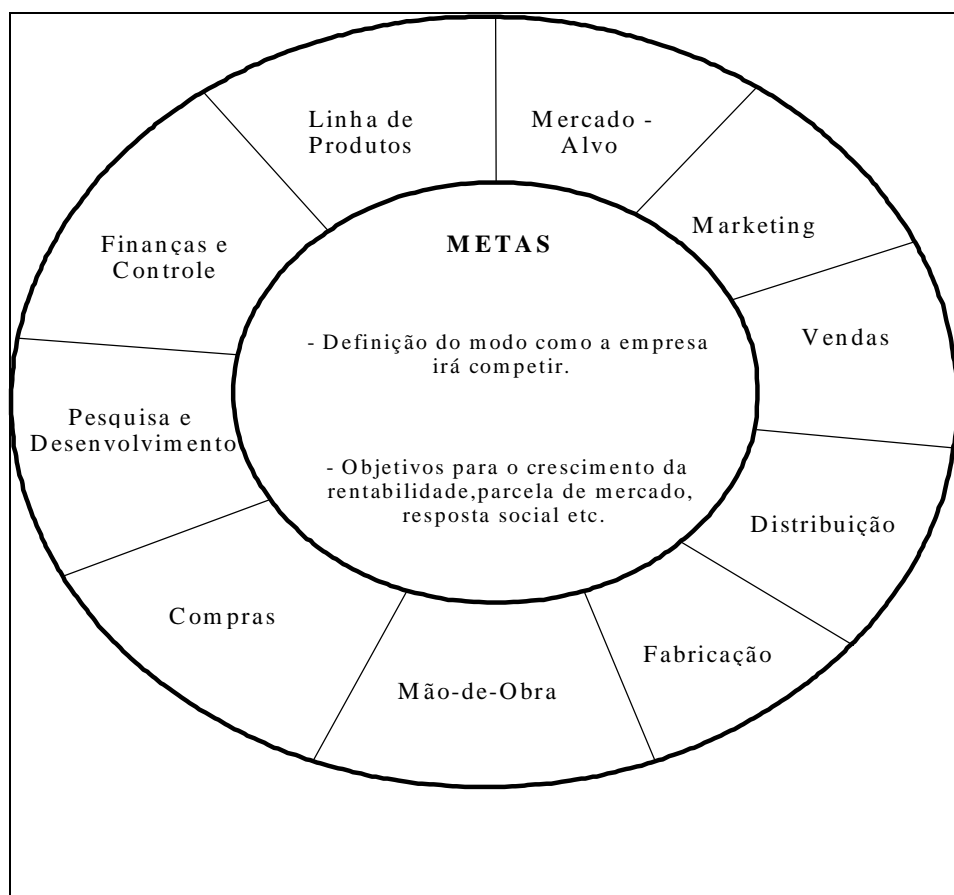 Linha de
Produtos
Mercado -
Alvo
Marketing
Vendas
Distribuição
Fabricação
Mão-de-Obra
Compras
Pesquisa e
Desenvolvimento
Finanças e
Controle
METAS
- Definição do modo como a empresa
irá competir.
- Objetivos para o crescimento da
rentabilidade,parcela de mercado,
resposta social etc.